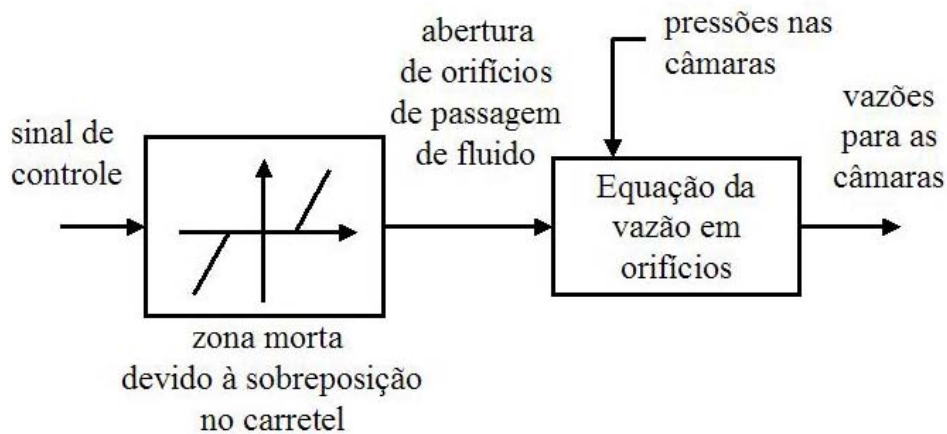 sinal de
controle
zona morta
devido à sobreposição
no carretel
abertura
de orifícios
de passagem
de fluido
pressões nas
câmaras
Equação da
vazão em
orifícios
vazões
para as
câmaras